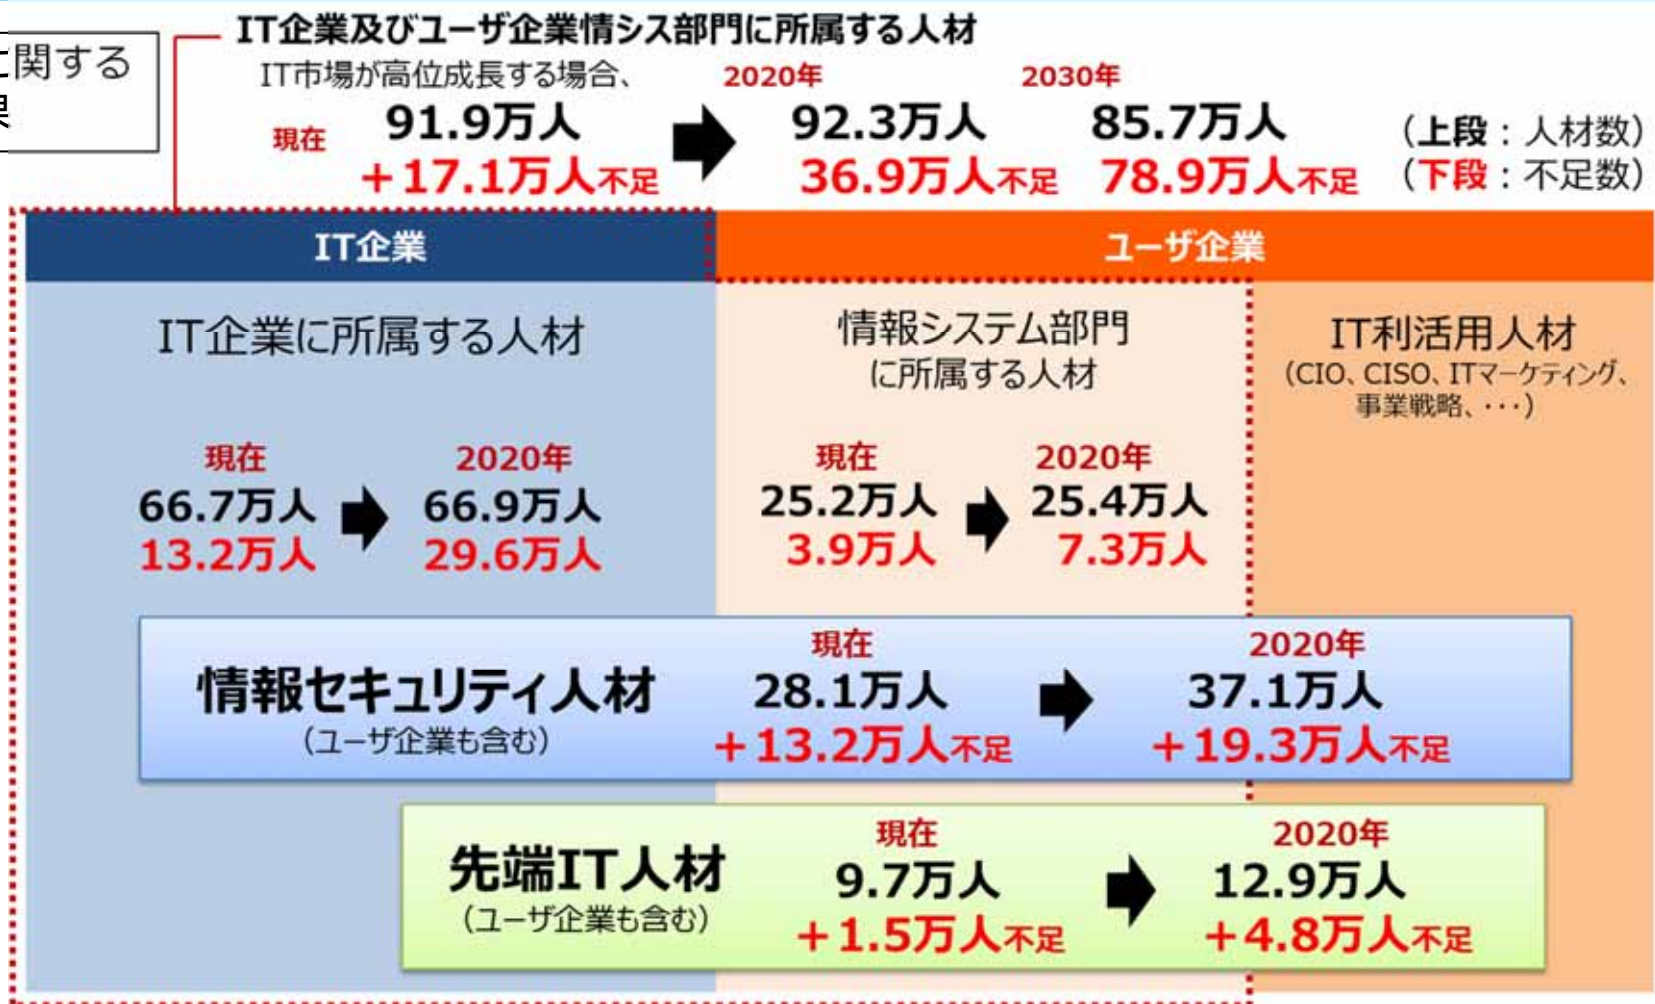 に関する
果
IT企業及びユーザ企業情シス部門に所属する人材
IT市場が高位成長する場合、
2020年
2030年
現在
91.9万人
92.3万人
85.7万人
（上段：人材数）
+17.1万人不足
36.9万人不足
78.9万人不足
（下段：不足数）
IT企業
ユーザ企業
IT企業に所属する人材
情報システム部門
に所属する人材
IT利活用人材
（CIO、CISO、ITマーケティング、
事業戦略、・・・）
現在
2020年
66.7万人
66.9万人
13.2万人
29.6万人
現在
2020年
25.2万人
25.4万人
3.9万人
7.3万人
情報セキュリティ人材
（ユーザ企業も含む）
現在
2020年
28.1万人
37.1万人
+13.2万人不足
+19.3万人不足
先端IT人材
（ユーザ企業も含む）
現在
2020年
9.7万人
12.9万人
+1.5万人不足
+4.8万人不足